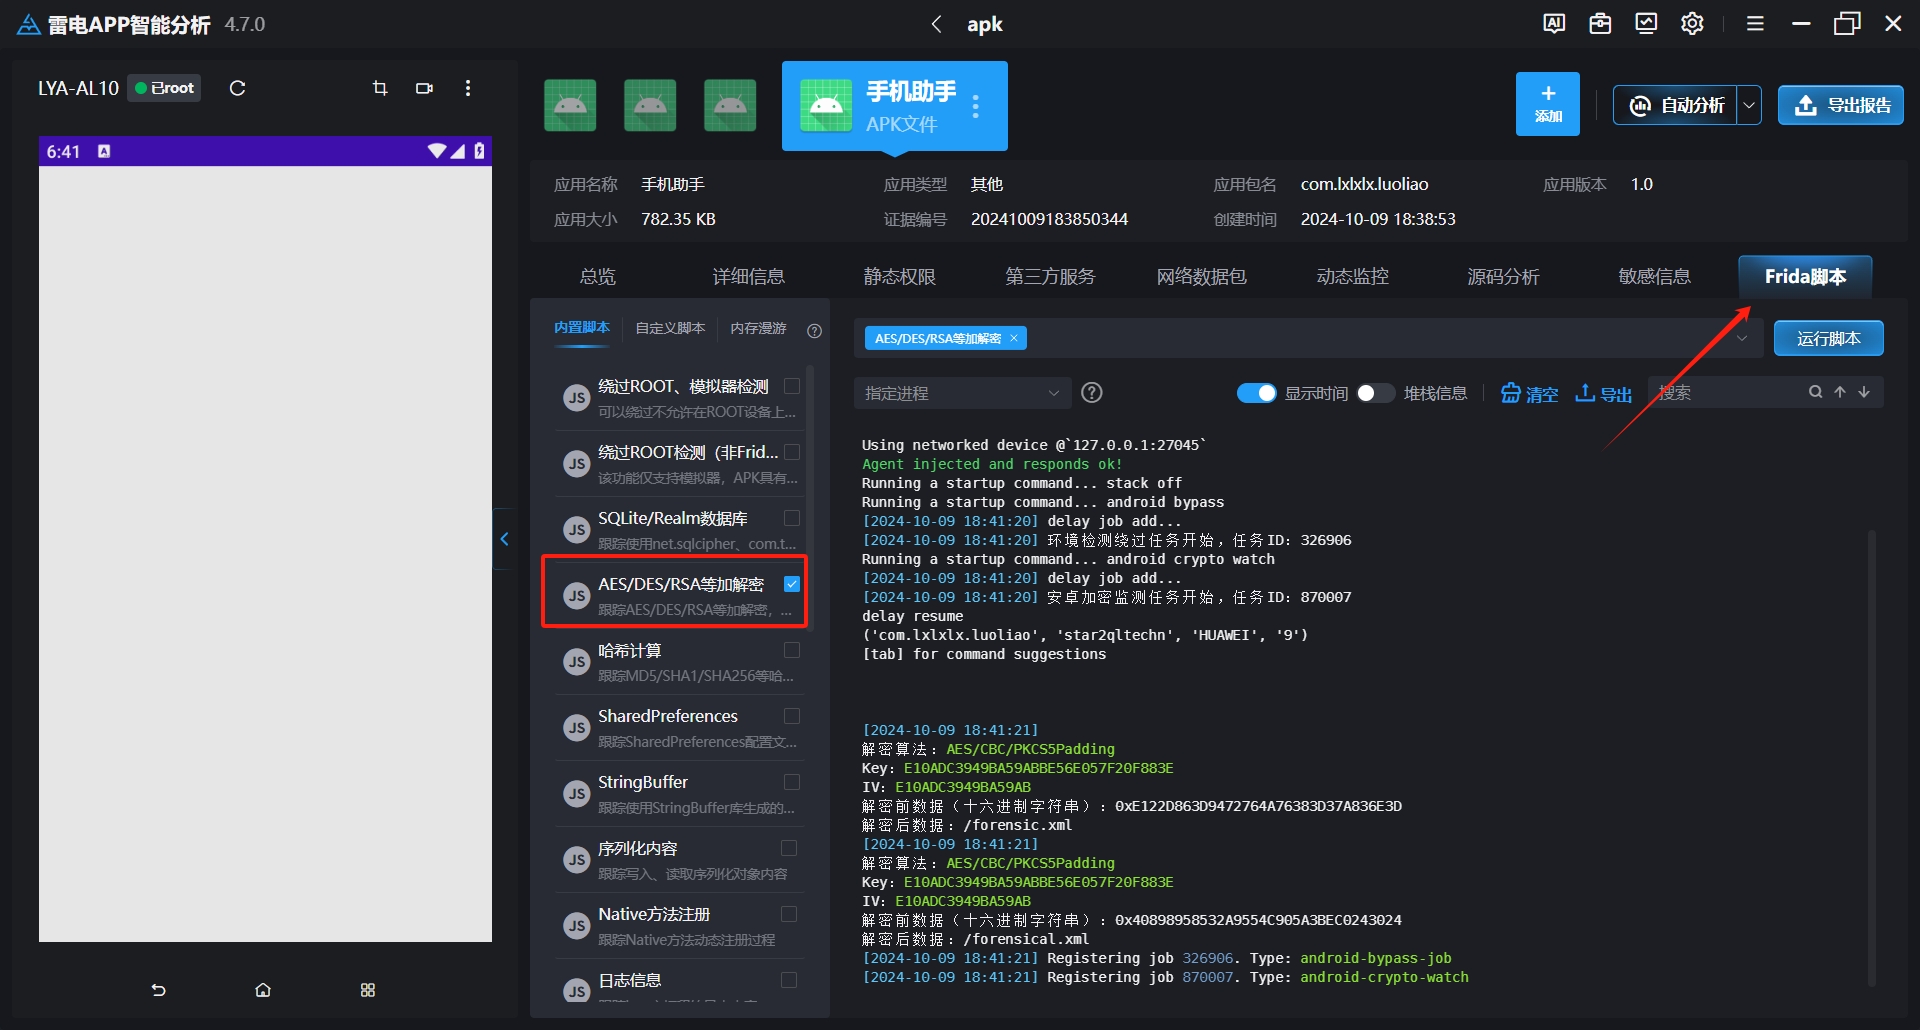 雷电APP智能分析 4.7.0
apk
LYA-AL10 已root
6:41
手机助手
APK文件
添加
自动分析
导出报告
应用名称 手机助手 应用类型 其他 应用包名 com.lxlxlx.luoliao 应用版本 1.0
应用大小 782.35 KB 证据编号 20241009183850344 创建时间 2024-10-09 18:38:53
总览 详细信息 静态权限 第三方服务 网络数据包 动态监控 源码分析 敏感信息 Frida脚本
内置脚本 自定义脚本 内存漫游
JS 绕过ROOT、模拟器检测
可以绕过不允许在ROOT设备上...
JS 绕过ROOT检测（非Frid...
该功能仅支持模拟器，APK具有...
JS SQLite/Realm数据库
跟踪使用net.sqlcipher、com.t...
JS AES/DES/RSA等加解密
跟踪AES/DES/RSA等加解密，...
JS 哈希计算
跟踪MD5/SHA1/SHA256等哈...
JS SharedPreferences
跟踪SharedPreferences配置文...
JS StringBuffer
跟踪使用StringBuffer库生成的...
JS 序列化内容
跟踪写入、读取序列化对象内容
JS Native方法注册
跟踪Native方法动态注册过程
JS 日志信息
AES/DES/RSA等加解密 ×
运行脚本
指定进程
显示时间 堆栈信息 清空 导出 搜索
Using networked device @`127.0.0.1:27045`
Agent injected and responds ok!
Running a startup command... stack off
Running a startup command... android bypass
[2024-10-09 18:41:20] delay job add...
[2024-10-09 18:41:20] 环境检测绕过任务开始，任务ID：326906
Running a startup command... android crypto watch
[2024-10-09 18:41:20] delay job add...
[2024-10-09 18:41:20] 安卓加密监测任务开始，任务ID：870007
delay resume
('com.lxlxlx.luoliao', 'star2qltechn', 'HUAWEI', '9')
[tab] for command suggestions
[2024-10-09 18:41:21]
解密算法：AES/CBC/PKCS5Padding
Key：E10ADC3949BA59ABBE56E057F20F883E
IV：E10ADC3949BA59AB
解密前数据（十六进制字符串）：0xE122D863D9472764A76383D37A836E3D
解密后数据：/forensic.xml
[2024-10-09 18:41:21]
解密算法：AES/CBC/PKCS5Padding
Key：E10ADC3949BA59ABBE56E057F20F883E
IV：E10ADC3949BA59AB
解密前数据（十六进制字符串）：0x40898958532A9554C905A3BEC0243024
解密后数据：/forensical.xml
[2024-10-09 18:41:21] Registering job 326906. Type: android-bypass-job
[2024-10-09 18:41:21] Registering job 870007. Type: android-crypto-watch